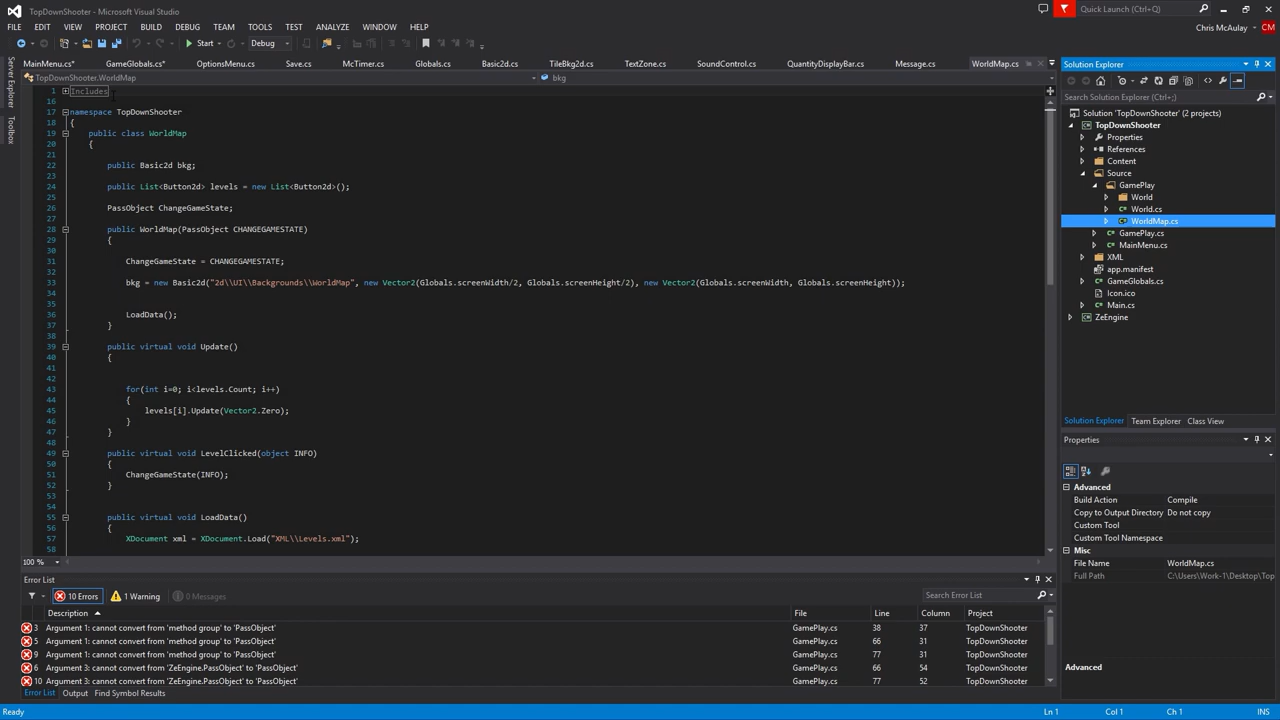 TopDownShooter - Microsoft Visual Studio
Quick Launch (Ctrl+Q)
FILE EDIT VIEW PROJECT BUILD DEBUG TEAM TOOLS TEST ANALYZE WINDOW HELP
Chris McAulay CM
Start Debug
MainMenu.cs* GameGlobals.cs* OptionsMenu.cs Save.cs McTimer.cs Globals.cs Basic2d.cs TileBkg2d.cs TextZone.cs SoundControl.cs QuantityDisplayBar.cs Message.cs WorldMap.cs
TopDownShooter.WorldMap bkg
Server Explorer
Toolbox
1 Includes
16
17 namespace TopDownShooter
18 {
19 public class WorldMap
20 {
21
22 public Basic2d bkg;
23
24 public List<Button2d> levels = new List<Button2d>();
25
26 PassObject ChangeGameState;
27
28 public WorldMap(PassObject CHANGEGAMESTATE)
29 {
30
31 ChangeGameState = CHANGEGAMESTATE;
32
33 bkg = new Basic2d("2d\\UI\\Backgrounds\\WorldMap", new Vector2(Globals.screenWidth/2, Globals.screenHeight/2), new Vector2(Globals.screenWidth, Globals.screenHeight));
34
35
36 LoadData();
37 }
38
39 public virtual void Update()
40 {
41
42
43 for(int i=0; i<levels.Count; i++)
44 {
45 levels[i].Update(Vector2.Zero);
46 }
47 }
48
49 public virtual void LevelClicked(object INFO)
50 {
51 ChangeGameState(INFO);
52 }
53
54
55 public virtual void LoadData()
56 {
57 XDocument xml = XDocument.Load("XML\\Levels.xml");
58
100 %
Solution Explorer
Search Solution Explorer (Ctrl+;)
Solution 'TopDownShooter' (2 projects)
TopDownShooter
Properties
References
Content
Source
GamePlay
World
World.cs
WorldMap.cs
GamePlay.cs
MainMenu.cs
XML
app.manifest
GameGlobals.cs
Icon.ico
Main.cs
ZeEngine
Solution Explorer Team Explorer Class View
Properties
Advanced
Build Action Compile
Copy to Output Directory Do not copy
Custom Tool
Custom Tool Namespace
Misc
File Name WorldMap.cs
Full Path C:\Users\Work-1\Desktop\Top
Advanced
Error List
10 Errors 1 Warning 0 Messages
Search Error List
Description File Line Column Project
3 Argument 1: cannot convert from 'method group' to 'PassObject' GamePlay.cs 38 37 TopDownShooter
5 Argument 1: cannot convert from 'method group' to 'PassObject' GamePlay.cs 66 31 TopDownShooter
9 Argument 1: cannot convert from 'method group' to 'PassObject' GamePlay.cs 77 31 TopDownShooter
6 Argument 3: cannot convert from 'ZeEngine.PassObject' to 'PassObject' GamePlay.cs 66 54 TopDownShooter
10 Argument 3: cannot convert from 'ZeEngine.PassObject' to 'PassObject' GamePlay.cs 77 52 TopDownShooter
Error List Output Find Symbol Results
Ready Ln 1 Col 1 Ch 1 INS